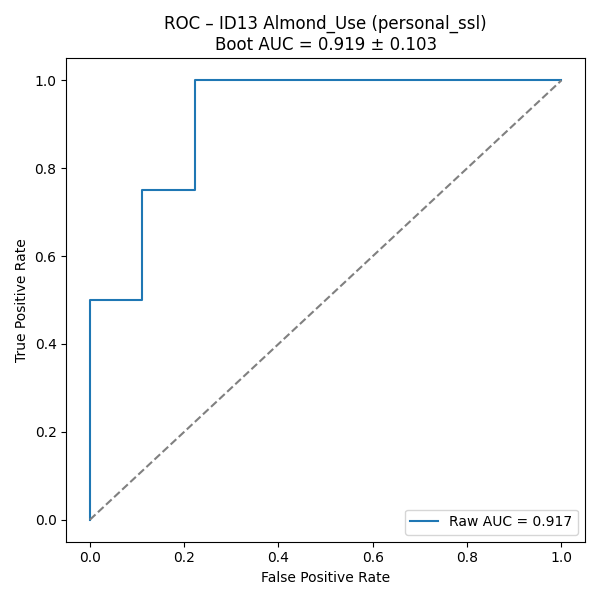 ROC – ID13 Almond_Use (personal_ssl)
Boot AUC = 0.919 ± 0.103
True Positive Rate
1.0
0.8
0.6
0.4
0.2
0.0
Raw AUC = 0.917
0.0 0.2 0.4 0.6 0.8 1.0
False Positive Rate